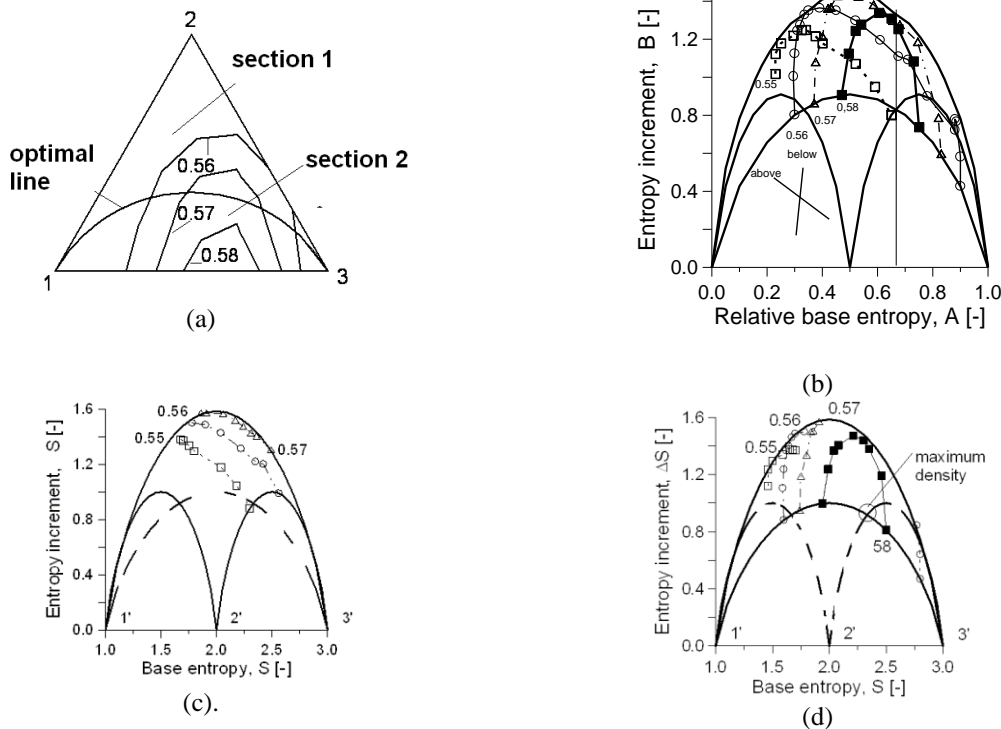 2
section 1
optimal
line
0.56
section 2
0.57
0.58
1
3
(a)
Entropy increment, B [-]
1.2
0.8
0.4
0.0
0.55
0.56
0.57
0,58
below
above
0.0 0.2 0.4 0.6 0.8 1.0
Relative base entropy, A [-]
(b)
Entropy increment, S [-]
1.6
1.2
0.8
0.4
0.0
0.56
0.55
0.57
1' 2' 3'
1.0 1.5 2.0 2.5 3.0
Base entropy, S [-]
(c).
Entropy increment, ΔS [-]
1.6
1.2
0.8
0.4
0.0
0.57
0.56
0.55
maximum
density
58
1' 2' 3'
1.0 1.5 2.0 2.5 3.0
Base entropy, S [-]
(d)